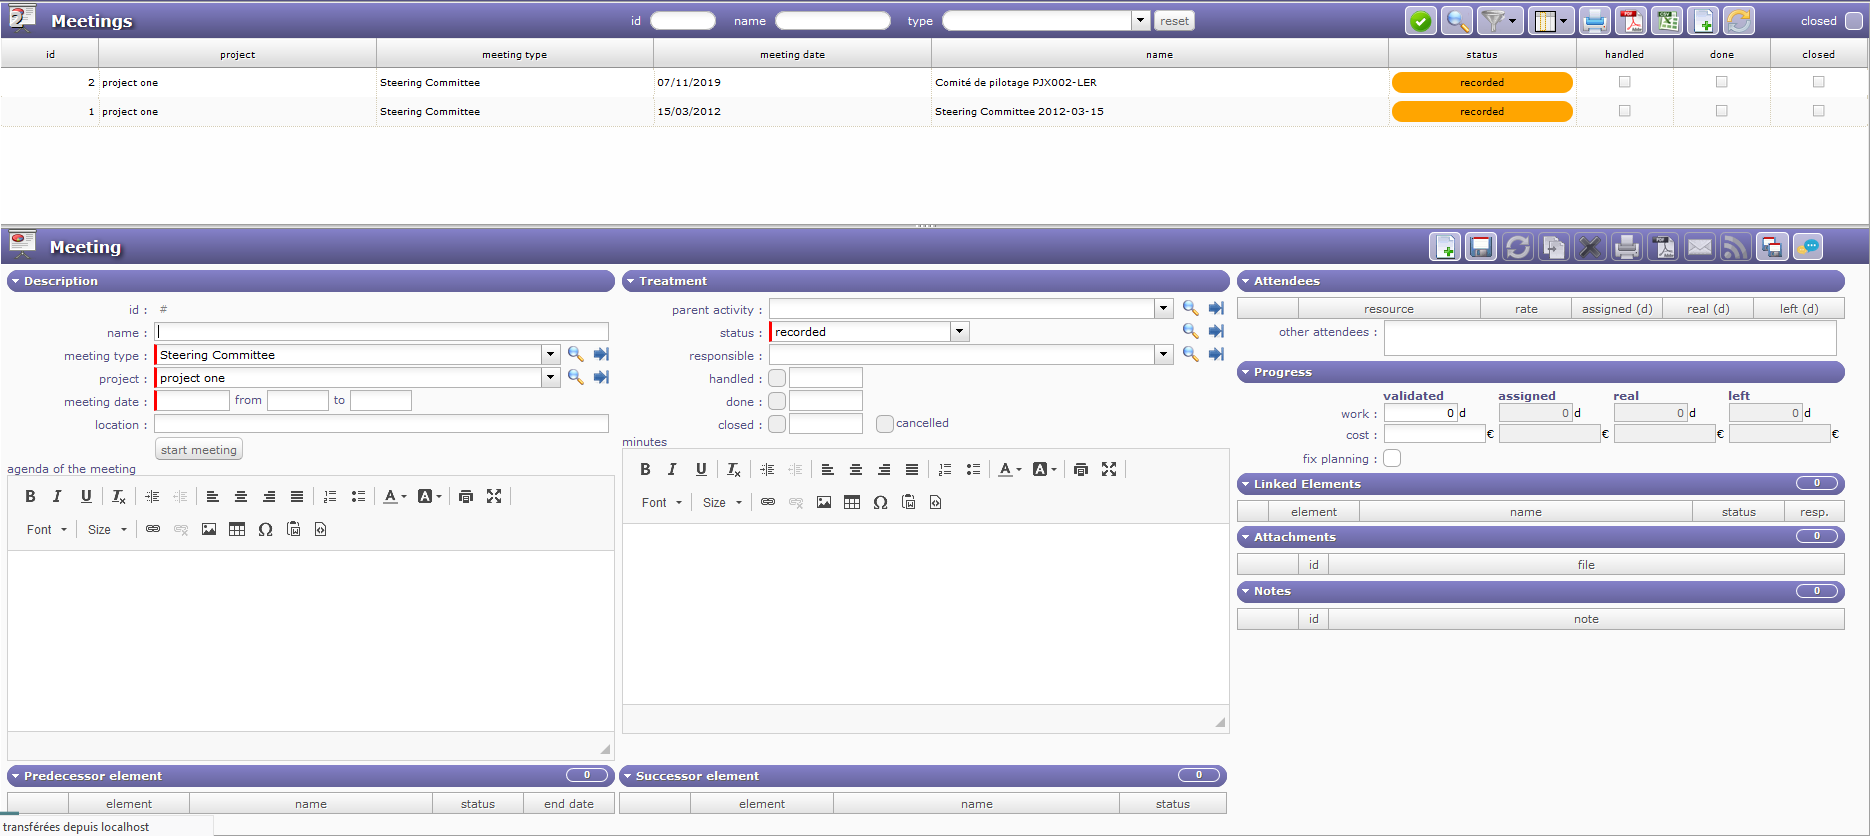 Meetings id name type reset closed
id project meeting type meeting date name status handled done closed
2 project one Steering Committee 07/11/2019 Comité de pilotage PJX002-LER recorded
1 project one Steering Committee 15/03/2012 Steering Committee 2012-03-15 recorded
Meeting
Description
id : #
name :
meeting type : Steering Committee
project : project one
meeting date : from to
location :
start meeting
agenda of the meeting
B I U
Font Size
Predecessor element 0
element name status end date
Treatment
parent activity :
status : recorded
responsible :
handled :
done :
closed : cancelled
minutes
B I U
Font Size
Successor element 0
element name status
Attendees
resource rate assigned (d) real (d) left (d)
other attendees :
Progress
validated assigned real left
work : 0 d 0 d 0 d 0 d
cost : € € € €
fix planning :
Linked Elements 0
element name status resp.
Attachments 0
id file
Notes 0
id note
transférées depuis localhost